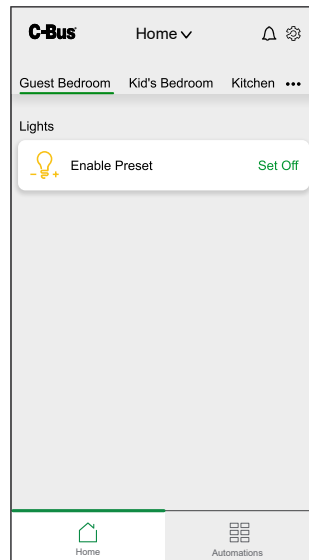 C-Bus Home
Guest Bedroom Kid's Bedroom Kitchen •••
Lights
Enable Preset Set Off
Home Automations